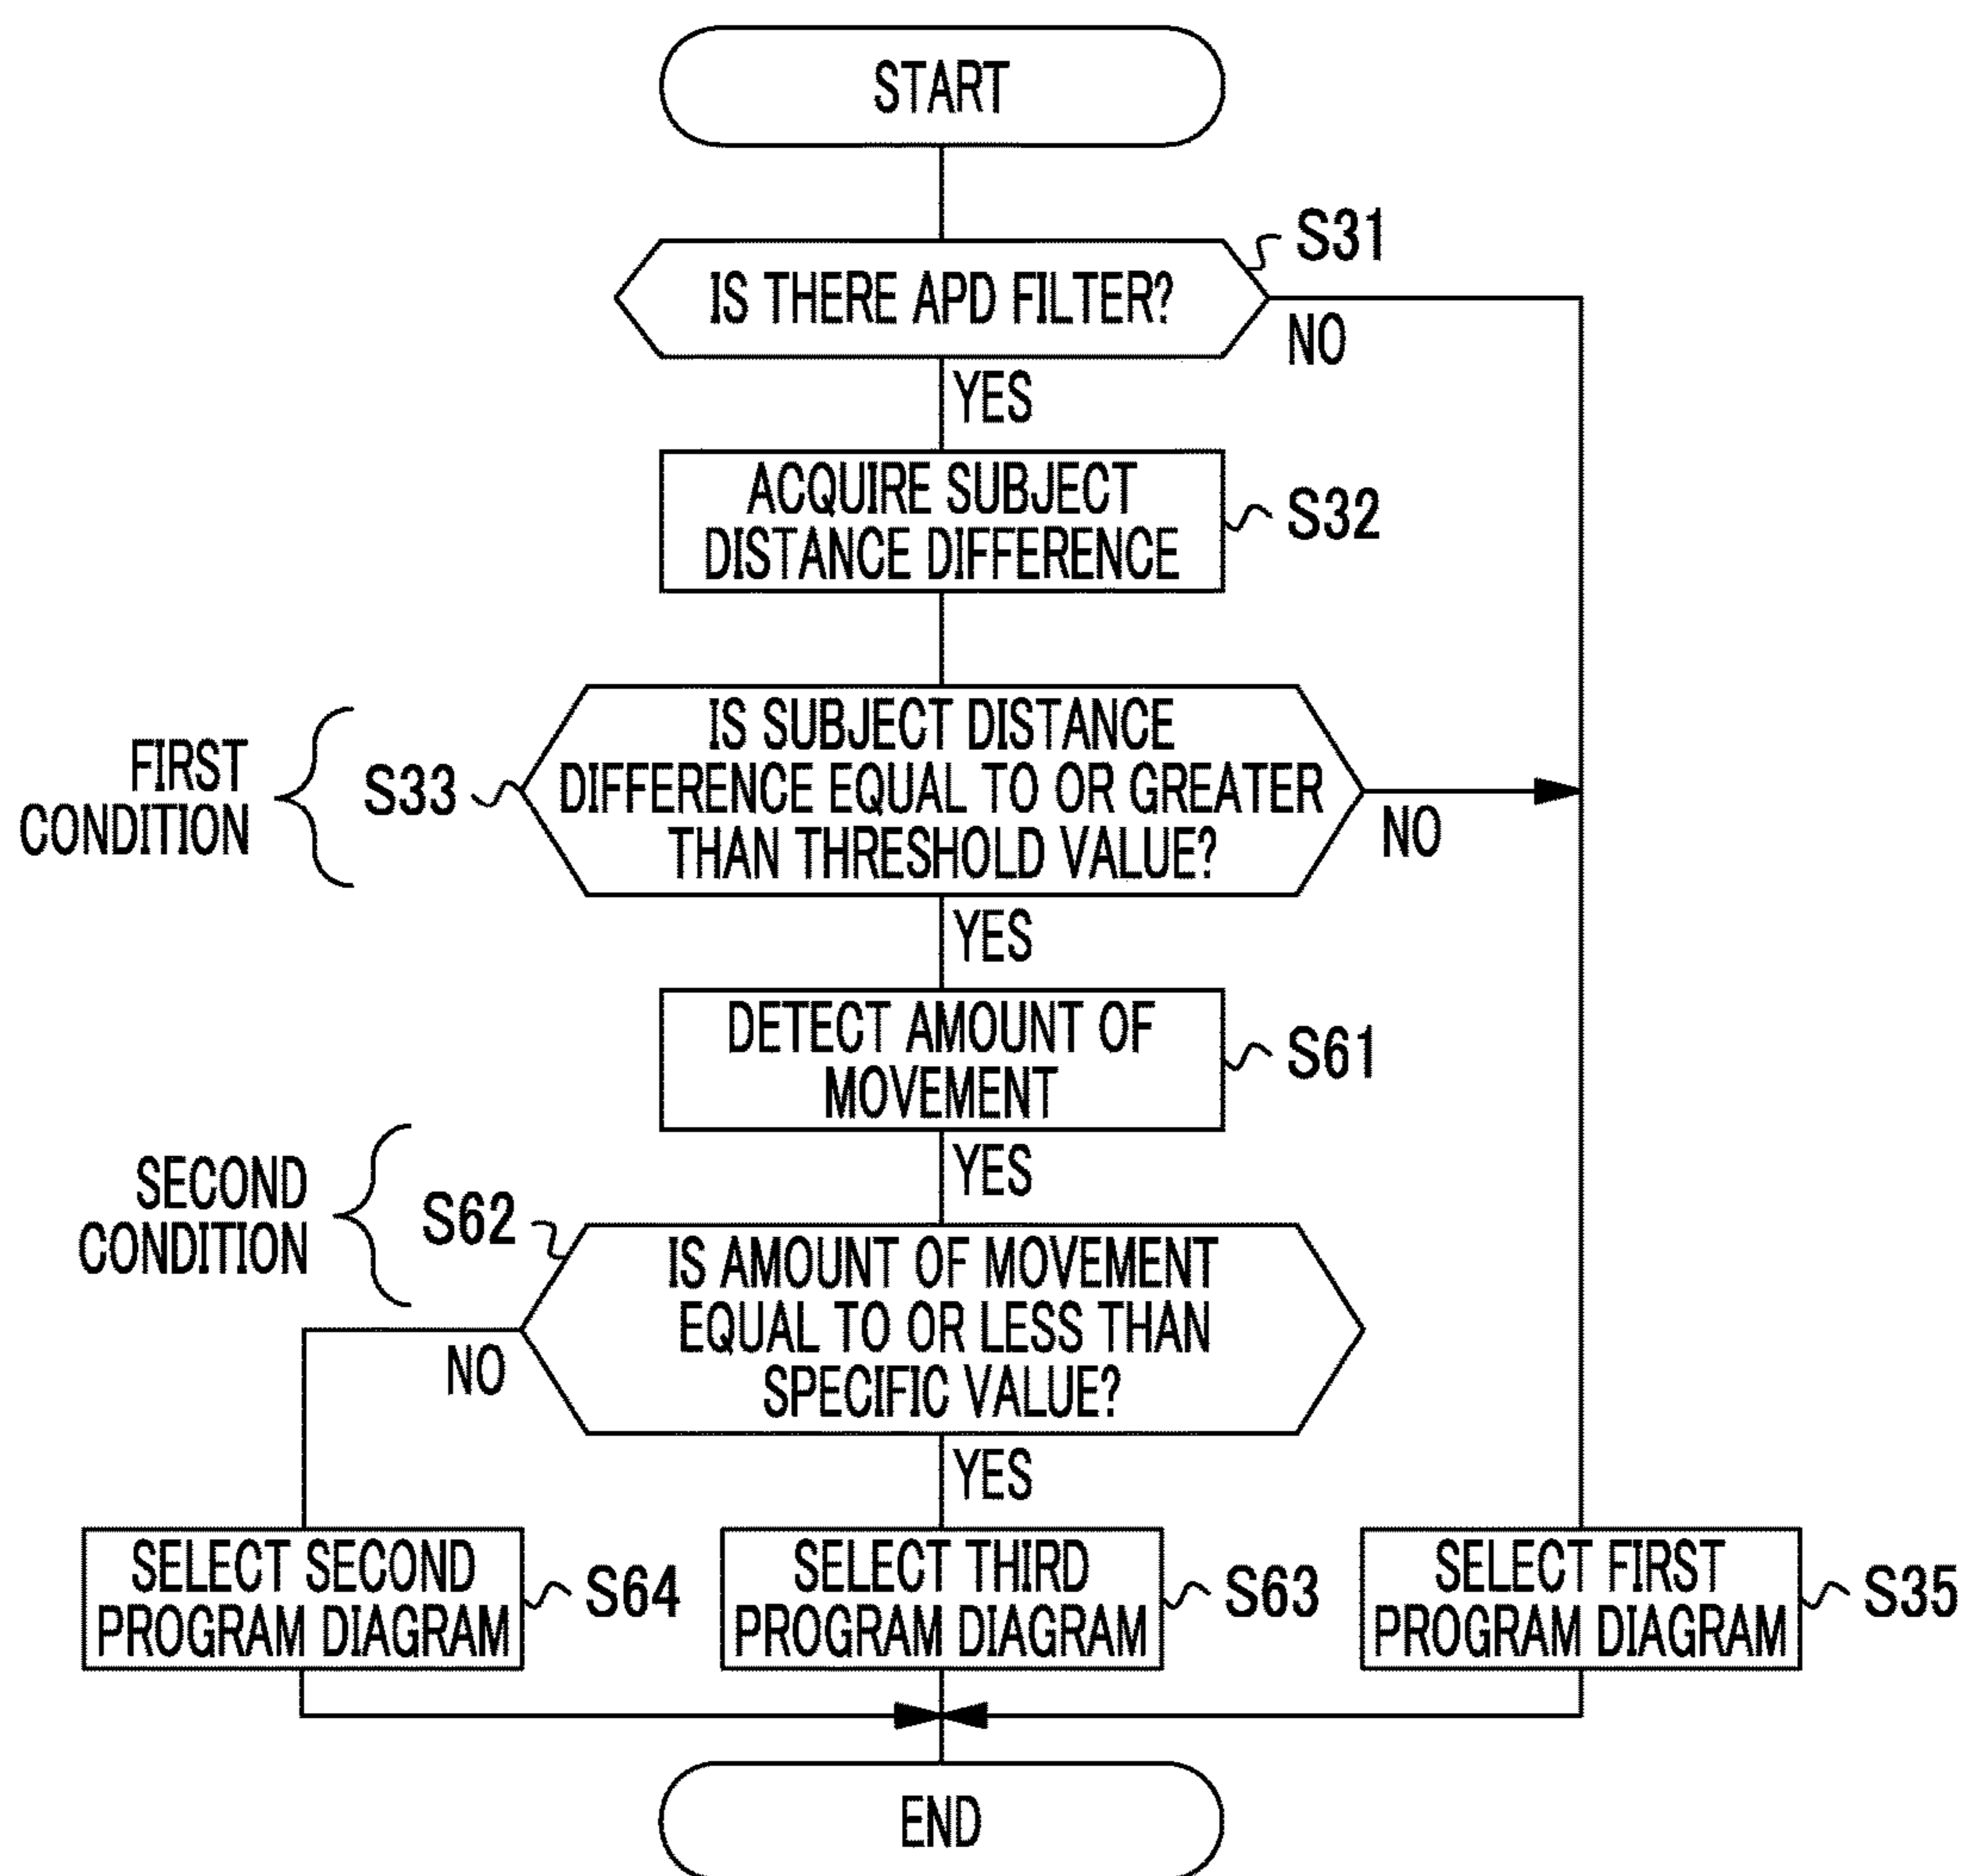 START
IS THERE APD FILTER?
S31
NO
YES
ACQUIRE SUBJECT
DISTANCE DIFFERENCE
S32
FIRST
CONDITION
S33
IS SUBJECT DISTANCE
DIFFERENCE EQUAL TO OR GREATER
THAN THRESHOLD VALUE?
NO
YES
DETECT AMOUNT OF
MOVEMENT
S61
YES
SECOND
CONDITION
S62
IS AMOUNT OF MOVEMENT
EQUAL TO OR LESS THAN
SPECIFIC VALUE?
NO
YES
SELECT SECOND
PROGRAM DIAGRAM
S64
SELECT THIRD
PROGRAM DIAGRAM
S63
SELECT FIRST
PROGRAM DIAGRAM
S35
END